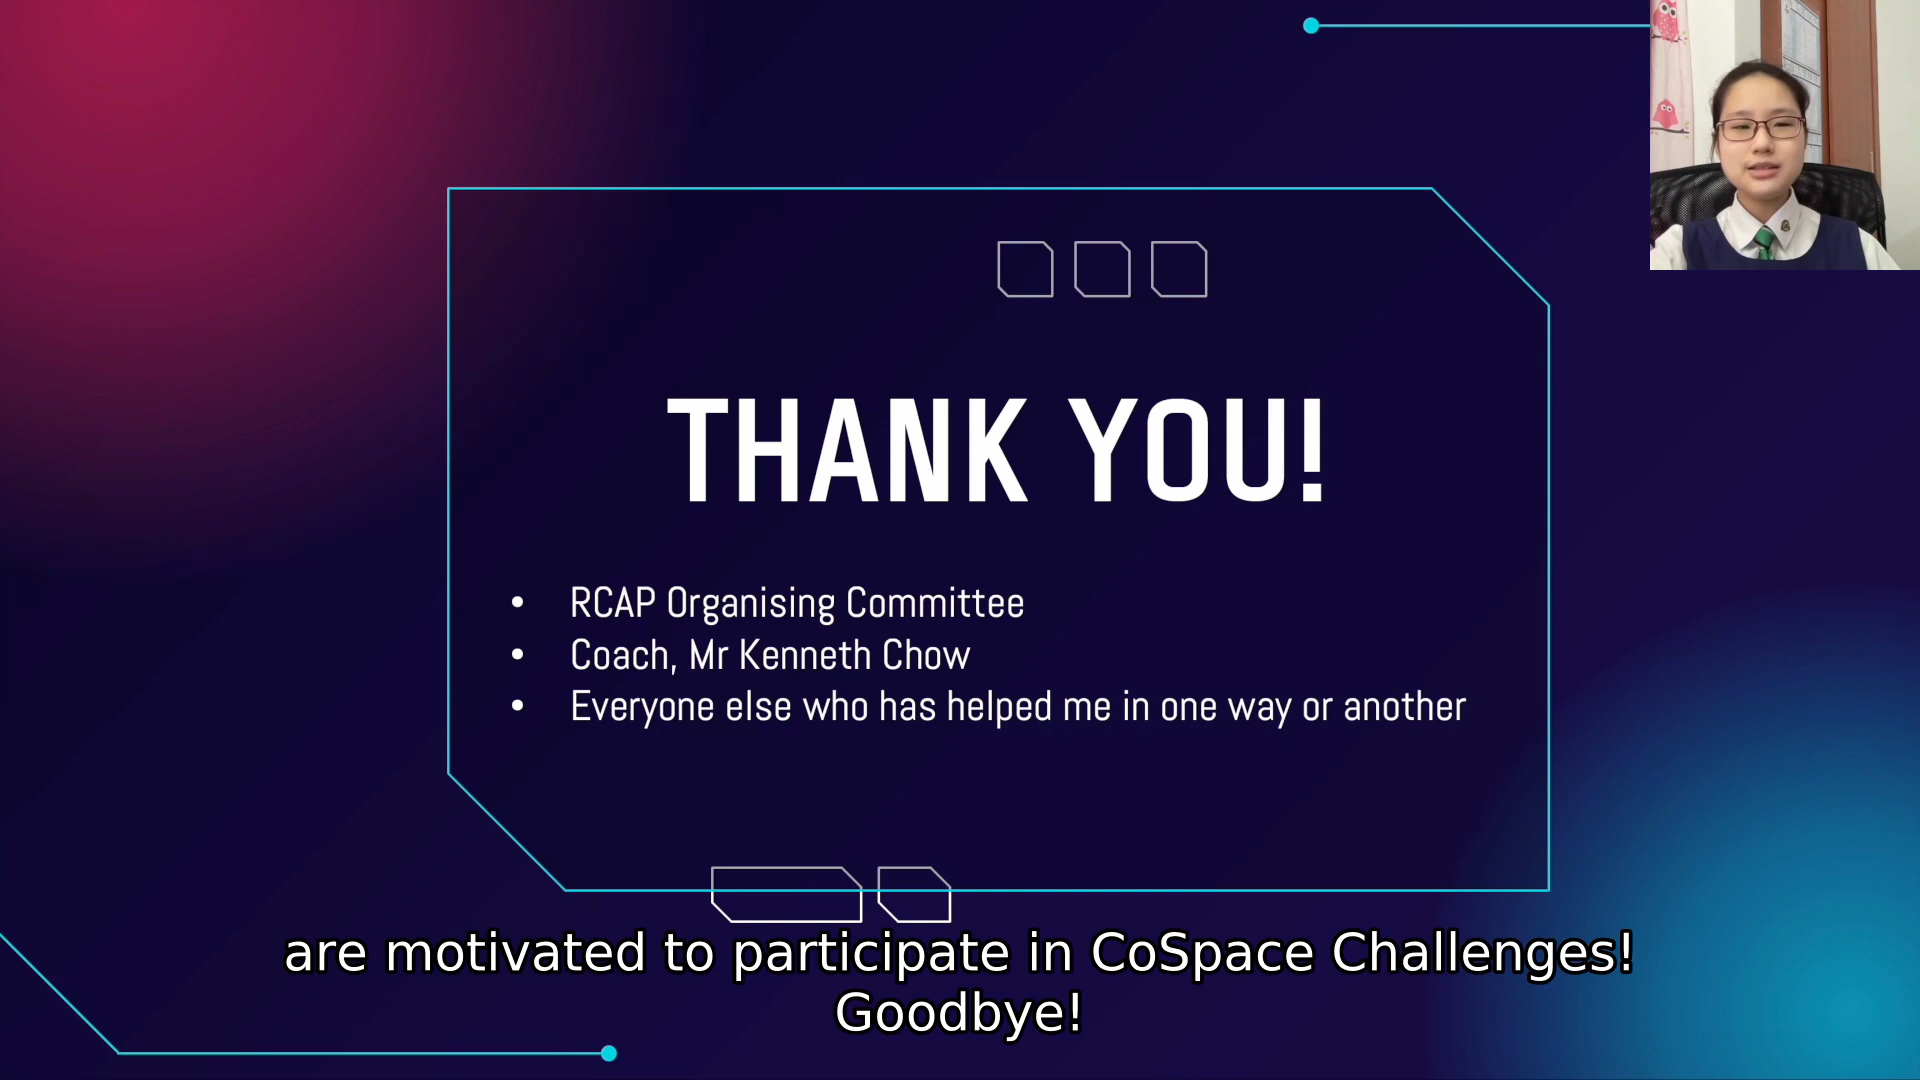 THANK YOU!
• RCAP Organising Committee
• Coach, Mr Kenneth Chow
• Everyone else who has helped me in one way or another
are motivated to participate in CoSpace Challenges!
Goodbye!